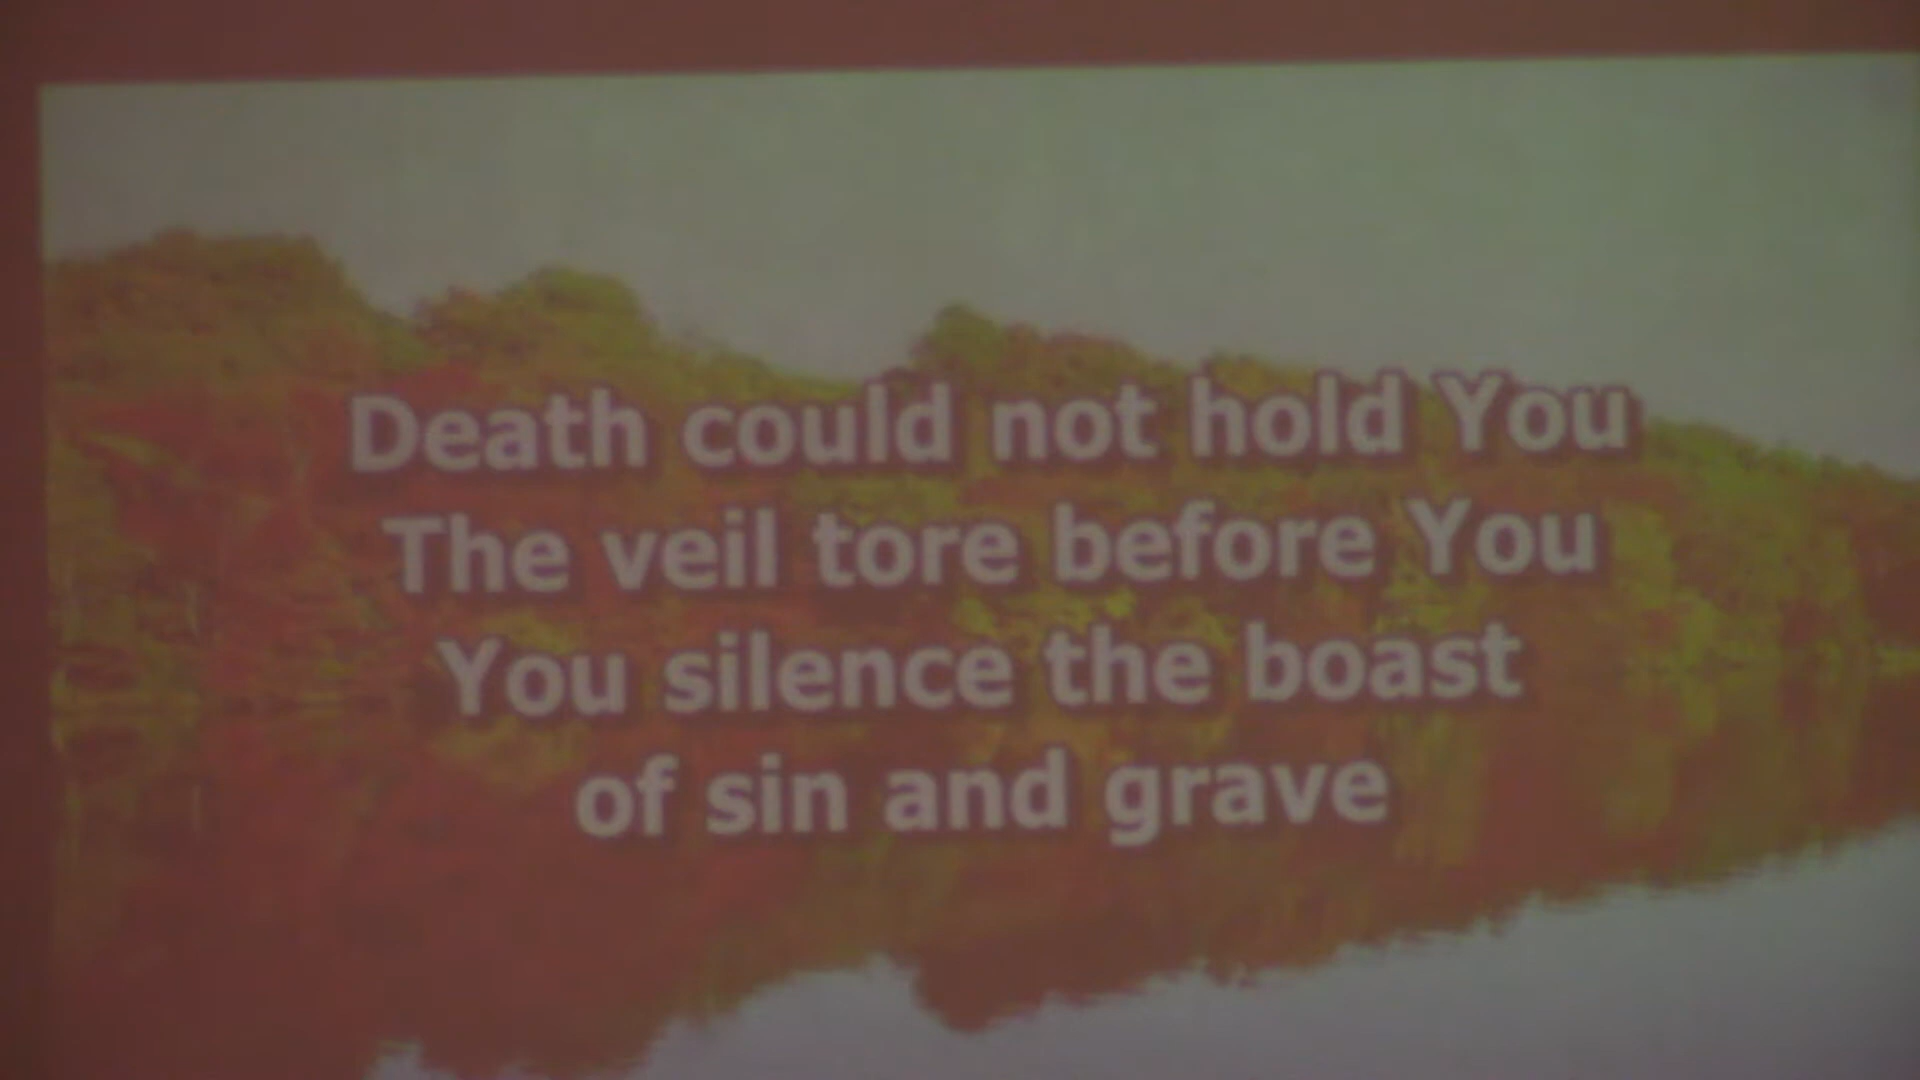 Death could not hold You
The veil tore before You
You silence the boast
of sin and grave